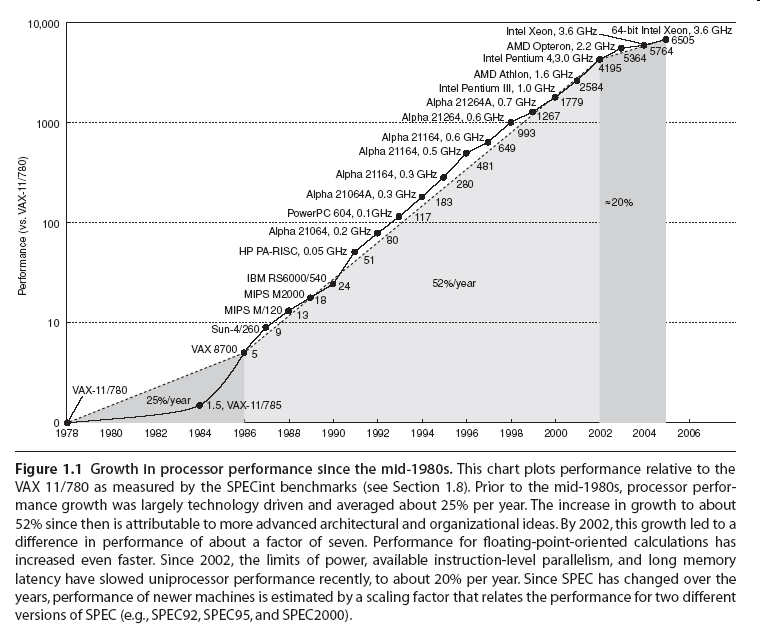 10,000
1000
100
10
0
Performance (vs. VAX-11/780)
Intel Xeon, 3.6 GHz
64-bit Intel Xeon, 3.6 GHz
6505
AMD Opteron, 2.2 GHz
5764
Intel Pentium 4,3.0 GHz
5364
4195
AMD Athlon, 1.6 GHz
2584
Intel Pentium III, 1.0 GHz
1779
Alpha 21264A, 0.7 GHz
1267
Alpha 21264, 0.6 GHz
993
Alpha 21164, 0.6 GHz
649
Alpha 21164, 0.5 GHz
481
Alpha 21164, 0.3 GHz
280
Alpha 21064A, 0.3 GHz
183
PowerPC 604, 0.1GHz
117
Alpha 21064, 0.2 GHz
80
HP PA-RISC, 0.05 GHz
51
IBM RS6000/540
24
MIPS M2000
18
MIPS M/120
13
Sun-4/260
9
VAX 8700
5
VAX-11/780
25%/year
1.5, VAX-11/785
52%/year
≈20%
1978 1980 1982 1984 1986 1988 1990 1992 1994 1996 1998 2000 2002 2004 2006
Figure 1.1 Growth in processor performance since the mid-1980s. This chart plots performance relative to the
VAX 11/780 as measured by the SPECint benchmarks (see Section 1.8). Prior to the mid-1980s, processor perfor-
mance growth was largely technology driven and averaged about 25% per year. The increase in growth to about
52% since then is attributable to more advanced architectural and organizational ideas. By 2002, this growth led to a
difference in performance of about a factor of seven. Performance for floating-point-oriented calculations has
increased even faster. Since 2002, the limits of power, available instruction-level parallelism, and long memory
latency have slowed uniprocessor performance recently, to about 20% per year. Since SPEC has changed over the
years, performance of newer machines is estimated by a scaling factor that relates the performance for two different
versions of SPEC (e.g., SPEC92, SPEC95, and SPEC2000).